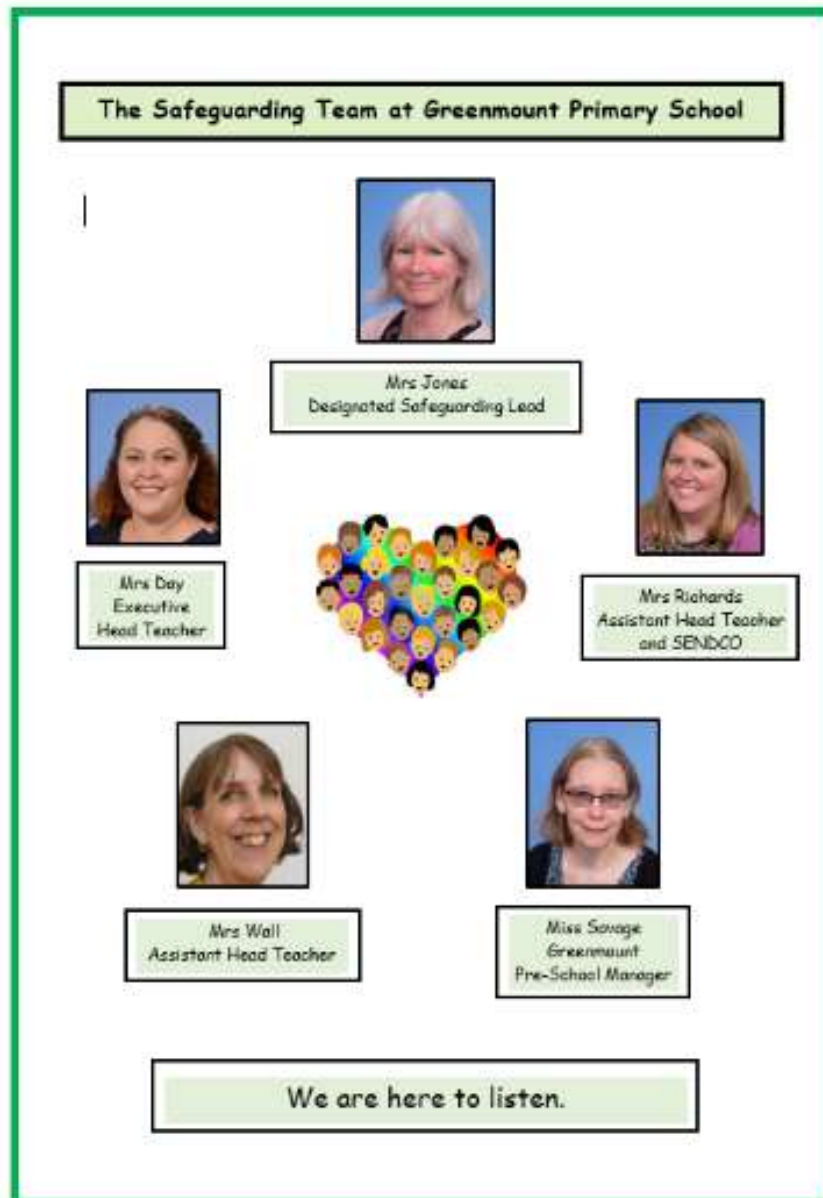 The Safeguarding Team at Greenmount Primary School
Mrs Jones
Designated Safeguarding Lead
Mrs Day
Executive
Head Teacher
Mrs Richards
Assistant Head Teacher
and SENDCO
Mrs Wall
Assistant Head Teacher
Miss Savage
Greenmount
Pre-School Manager
We are here to listen.